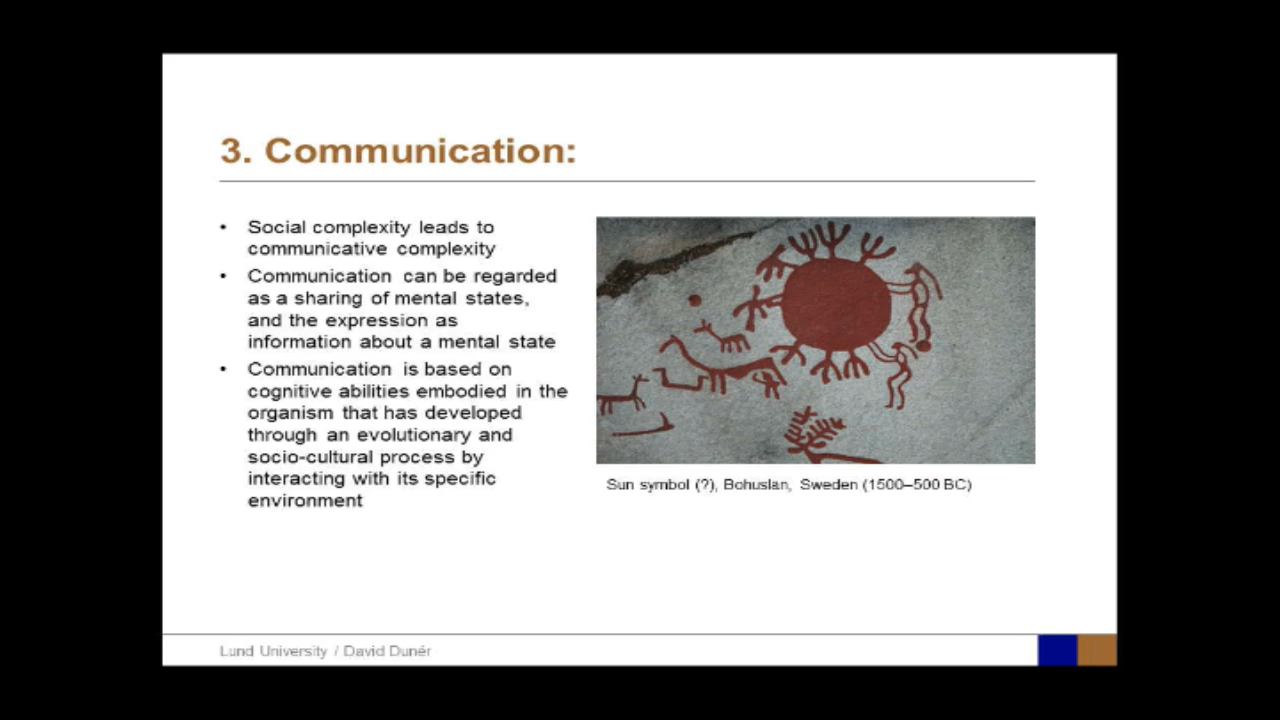 3. Communication:
• Social complexity leads to
communicative complexity
• Communication can be regarded
as a sharing of mental states,
and the expression as
information about a mental state
• Communication is based on
cognitive abilities embodied in the
organism that has developed
through an evolutionary and
socio-cultural process by
interacting with its specific
environment
Sun symbol (?), Bohuslän, Sweden (1500–500 BC)
Lund University / David Dunér